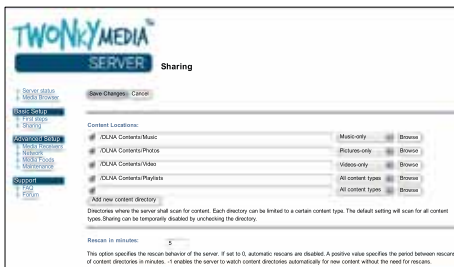 TWONKYMEDIA™
SERVER
Sharing
Server status
Media Browser
Save Changes Cancel
Basic Setup
First steps
Sharing
Content Locations:
/DLNA Contents/Music Music-only Browse
Advanced Setup
Media Receivers
Network
Media Feeds
Maintenance
/DLNA Contents/Photos Pictures-only Browse
/DLNA Contents/Video Videos-only Browse
Support
FAQ
Forum
/DLNA Contents/Playlists All content types Browse
All content types Browse
Add new content directory
Directories where the server shall scan for content. Each directory can be limited to a certain content type. The default setting will scan for all content
types.Sharing can be temporarily disabled by unchecking the directory.
Rescan in minutes: 5
This option specifies the rescan behavior of the server. If set to 0, automatic rescans are disabled. A positive value specifies the period between rescans
of content directories in minutes. -1 enables the server to watch content directories automatically for new content without the need for rescans.